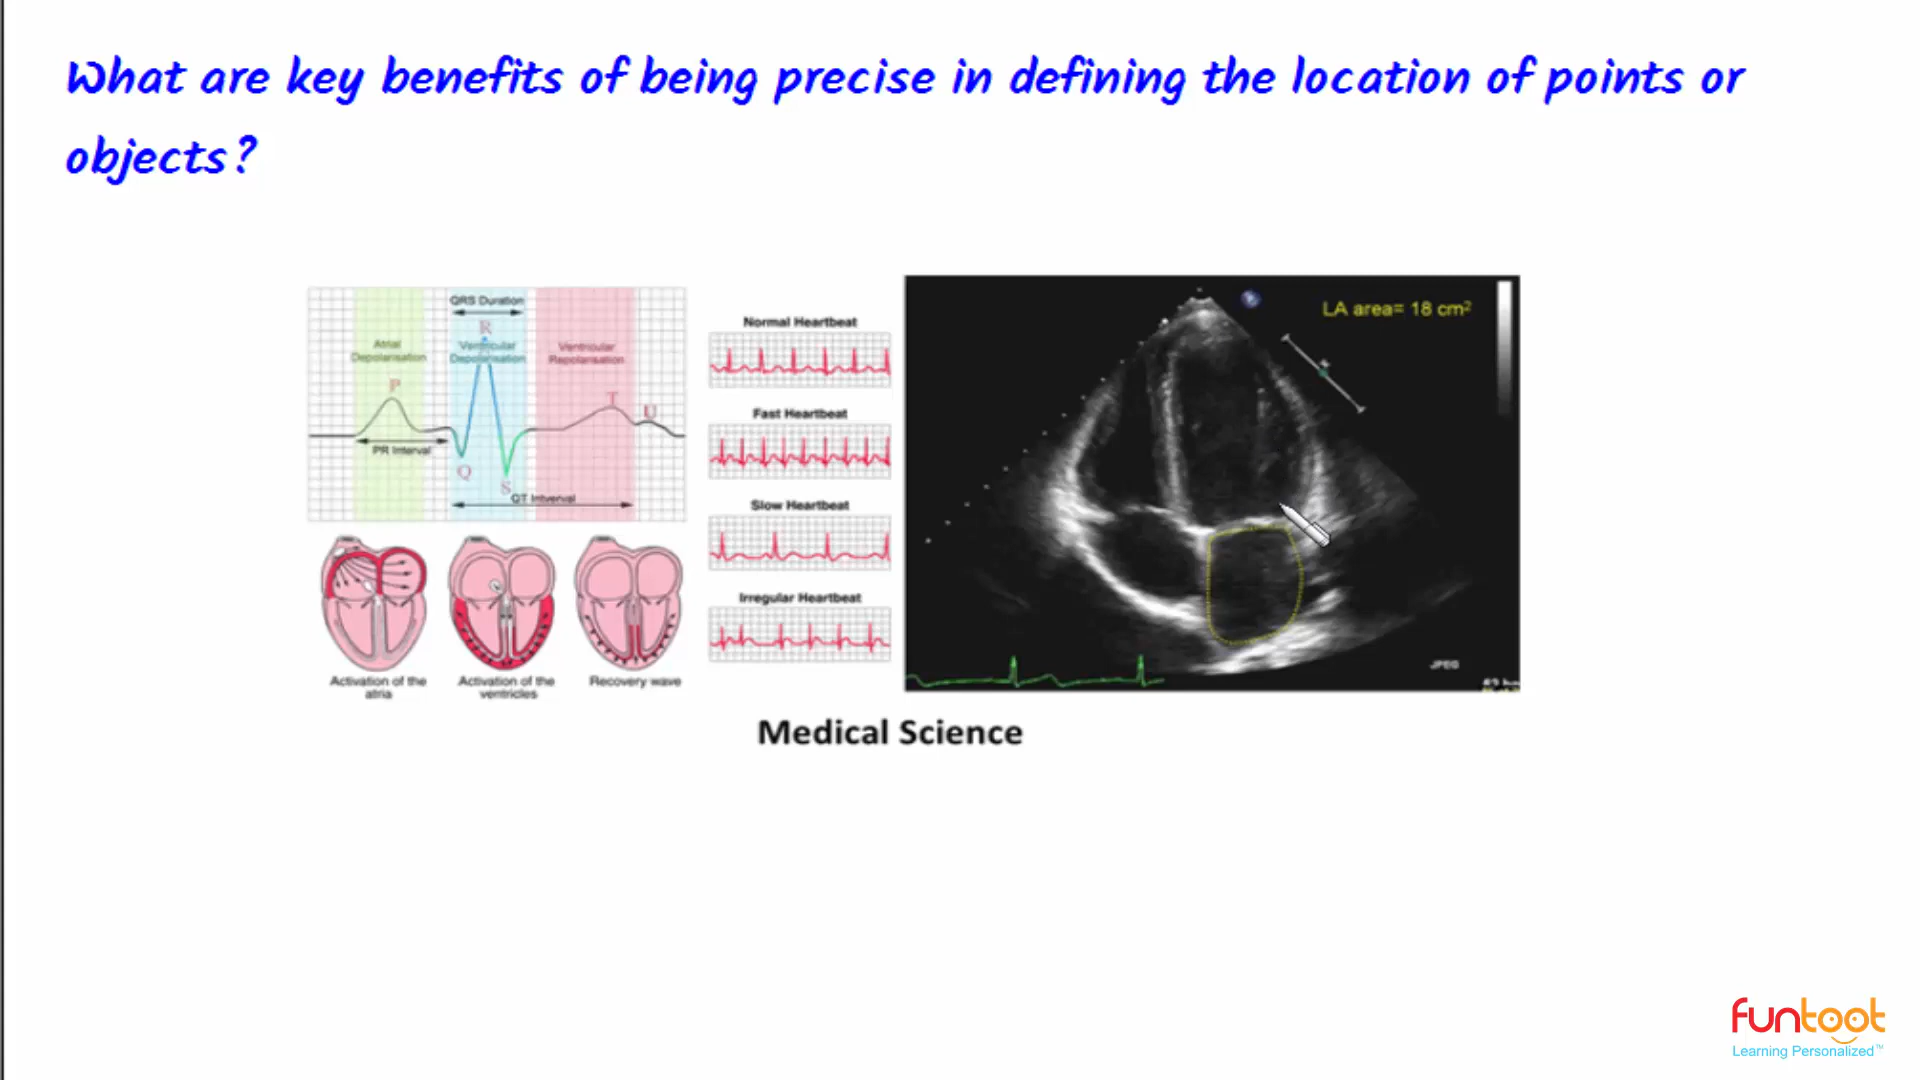 What are key benefits of being precise in defining the location of points or
objects?
QRS Duration
R
Atrial
Depolarisation
Ventricular
Depolarisation
Ventricular
Repolarisation
P
T
U
PR Interval
Q
S
QT Intverval
Activation of the
atria
Activation of the
ventricles
Recovery wave
Normal Heartbeat
Fast Heartbeat
Slow Heartbeat
Irregular Heartbeat
LA area= 18 cm²
JPEG
Medical Science
funtoot
Learning Personalized™